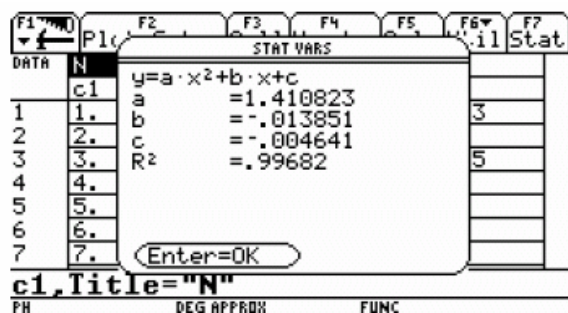 F1 F2 F3 F4 F5 F6 F7
Stat
STAT VARS
DATA N
c1
y=a·x²+b·x+c
a =1.410823
b =-.013851
c =-.004641
R² =.99682
1 1. 3
2 2.
3 3. 5
4 4.
5 5.
6 6.
7 7.
Enter=OK
c1,Title="N"
PH DEG APPROX FUNC